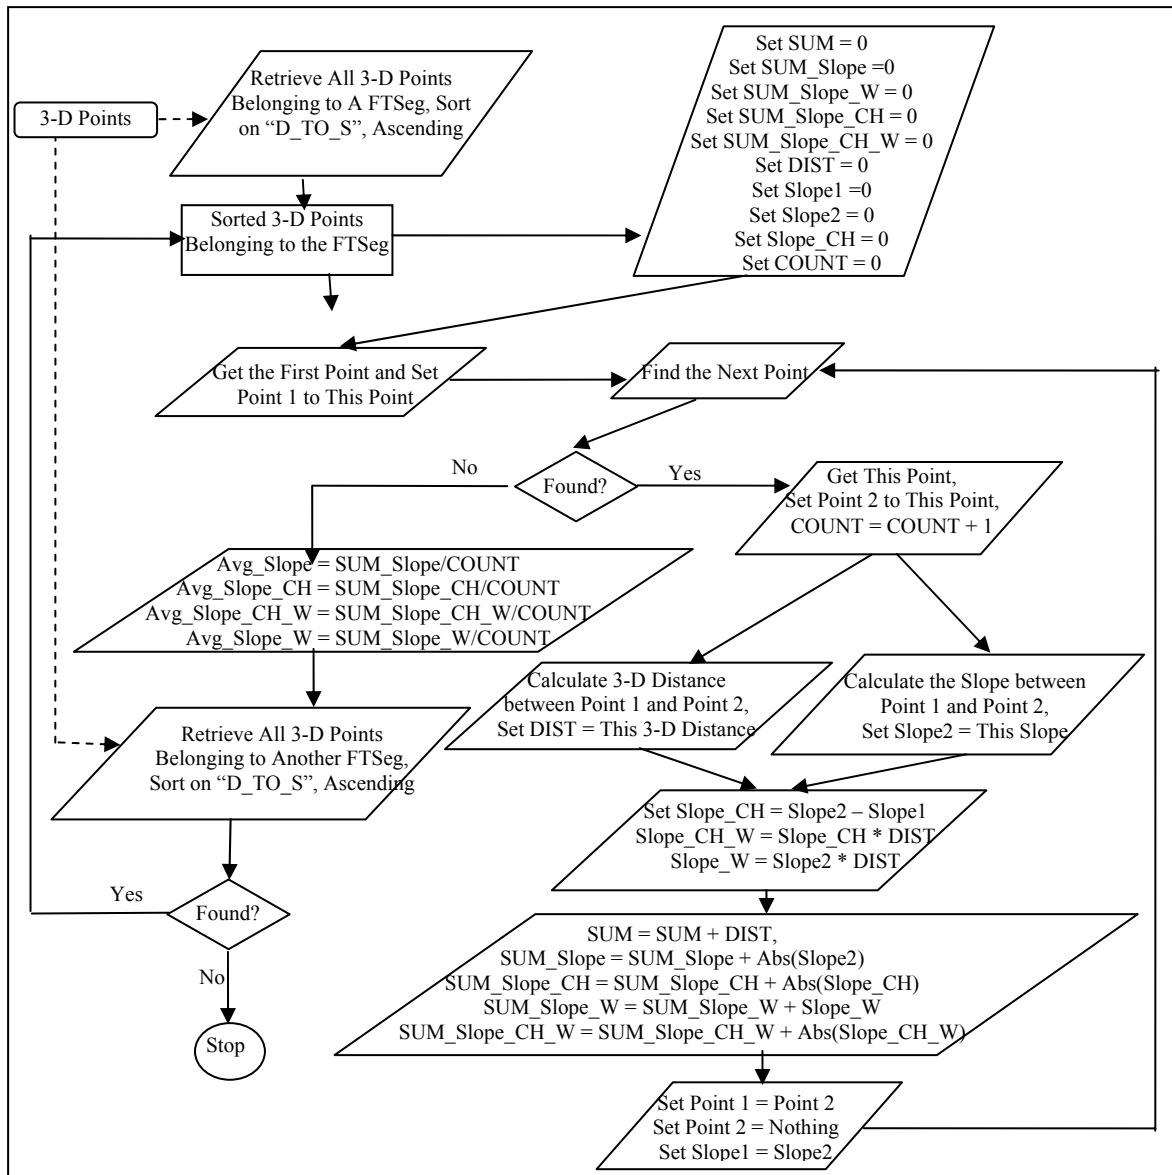 3-D Points
Retrieve All 3-D Points
Belonging to A FTSeg, Sort
on “D_TO_S”, Ascending
Sorted 3-D Points
Belonging to the FTSeg
Set SUM = 0
Set SUM_Slope =0
Set SUM_Slope_W = 0
Set SUM_Slope_CH = 0
Set SUM_Slope_CH_W = 0
Set DIST = 0
Set Slope1 =0
Set Slope2 = 0
Set Slope_CH = 0
Set COUNT = 0
Get the First Point and Set
Point 1 to This Point
Find the Next Point
Found?
No
Yes
Get This Point,
Set Point 2 to This Point,
COUNT = COUNT + 1
Avg_Slope = SUM_Slope/COUNT
Avg_Slope_CH = SUM_Slope_CH/COUNT
Avg_Slope_CH_W = SUM_Slope_CH_W/COUNT
Avg_Slope_W = SUM_Slope_W/COUNT
Calculate 3-D Distance
between Point 1 and Point 2,
Set DIST = This 3-D Distance
Calculate the Slope between
Point 1 and Point 2,
Set Slope2 = This Slope
Retrieve All 3-D Points
Belonging to Another FTSeg,
Sort on “D_TO_S”, Ascending
Set Slope_CH = Slope2 – Slope1
Slope_CH_W = Slope_CH * DIST
Slope_W = Slope2 * DIST
Yes
Found?
No
Stop
SUM = SUM + DIST,
SUM_Slope = SUM_Slope + Abs(Slope2)
SUM_Slope_CH = SUM_Slope_CH + Abs(Slope_CH)
SUM_Slope_W = SUM_Slope_W + Slope_W
SUM_Slope_CH_W = SUM_Slope_CH_W + Abs(Slope_CH_W)
Set Point 1 = Point 2
Set Point 2 = Nothing
Set Slope1 = Slope2